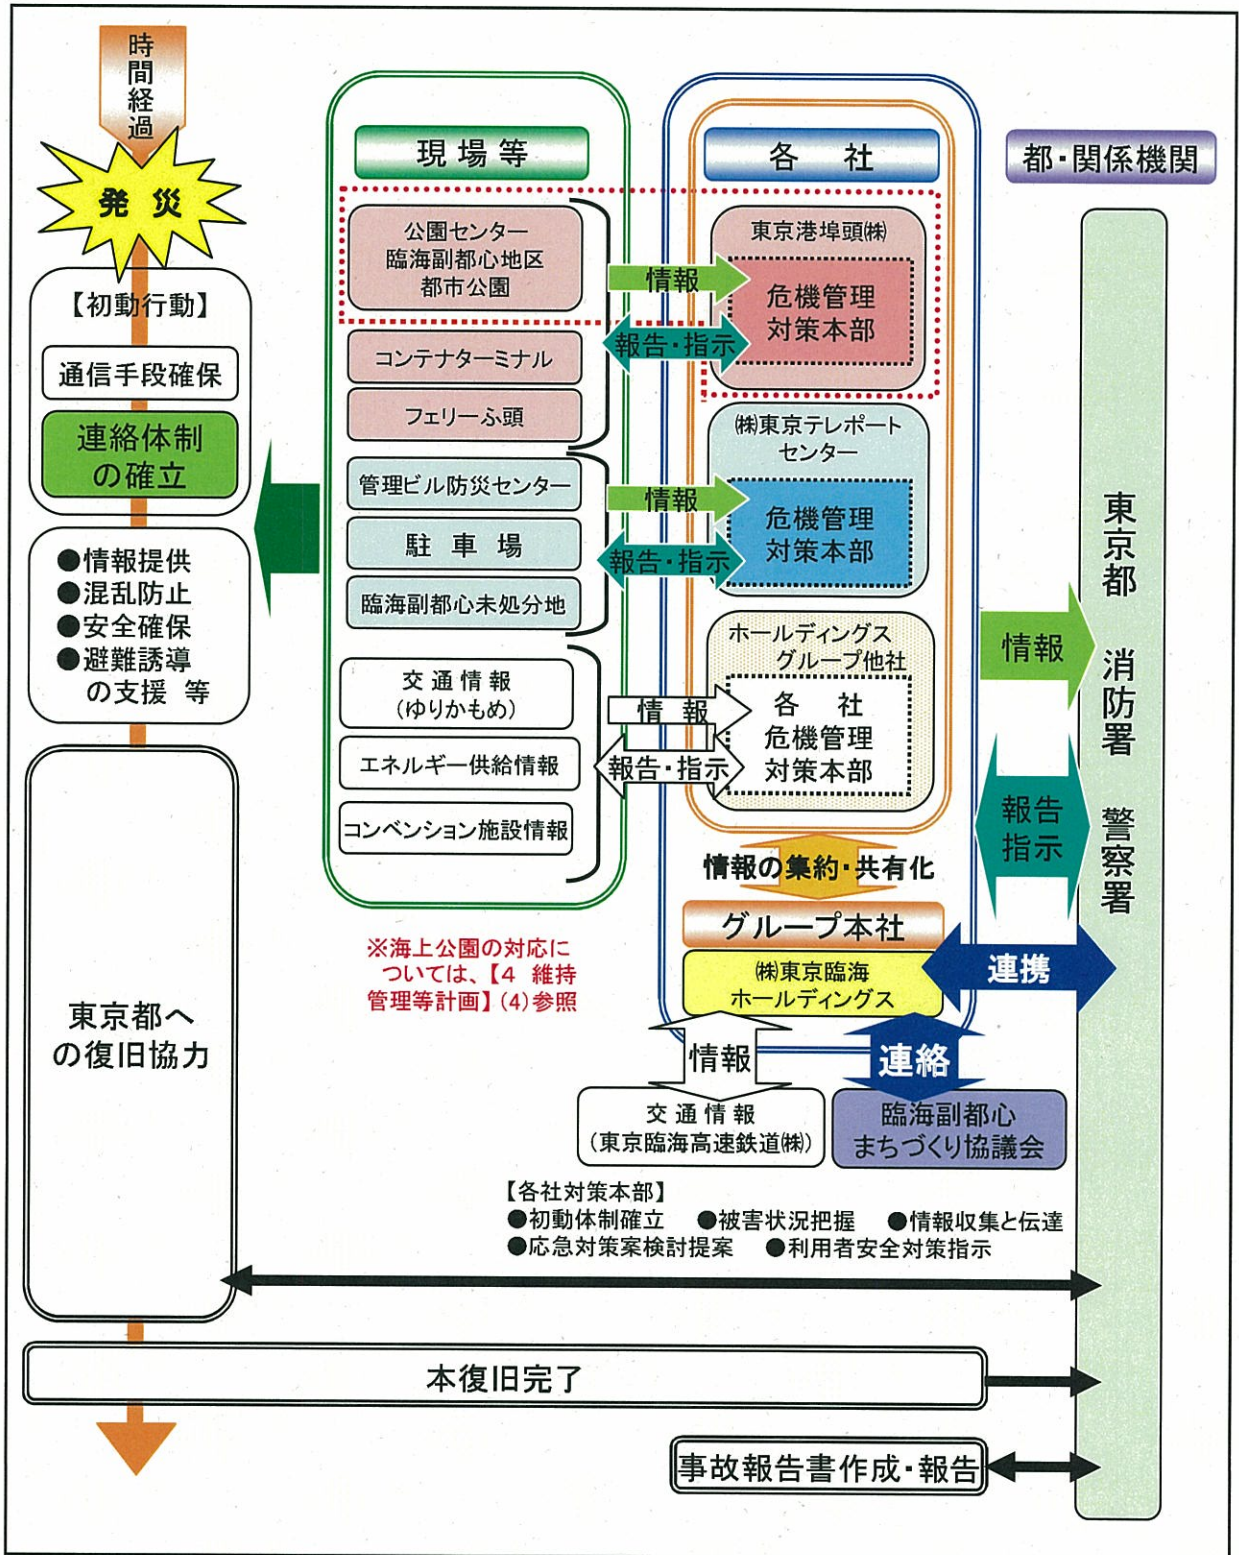 時間経過
発災
【初動行動】
通信手段確保
連絡体制
の確立
●情報提供
●混乱防止
●安全確保
●避難誘導
の支援 等
東京都へ
の復旧協力
現場等
公園センター
臨海副都心地区
都市公園
コンテナターミナル
フェリーふ頭
管理ビル防災センター
駐車場
臨海副都心未処分地
交通情報
(ゆりかもめ)
エネルギー供給情報
コンベンション施設情報
※海上公園の対応に
ついては、【4 維持
管理等計画】(4)参照
情報
報告・指示
情報
報告・指示
情報
報告・指示
各社
東京港埠頭㈱
危機管理
対策本部
㈱東京テレポート
センター
危機管理
対策本部
ホールディングス
グループ他社
各社
危機管理
対策本部
情報の集約・共有化
グループ本社
㈱東京臨海
ホールディングス
情報
連絡
交通情報
(東京臨海高速鉄道㈱)
臨海副都心
まちづくり協議会
都・関係機関
情報
報告
指示
連携
東京都 消防署 警察署
【各社対策本部】
●初動体制確立 ●被害状況把握 ●情報収集と伝達
●応急対策案検討提案 ●利用者安全対策指示
本復旧完了
事故報告書作成・報告